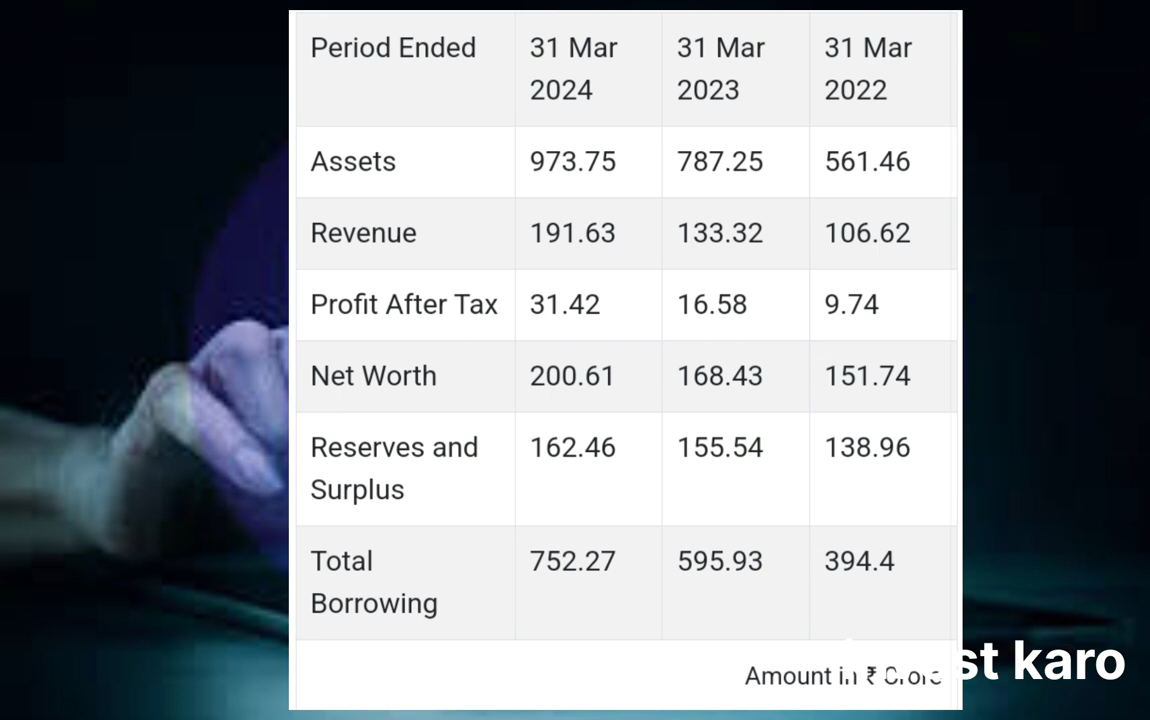 Period Ended 31 Mar 2024 31 Mar 2023 31 Mar 2022
Assets 973.75 787.25 561.46
Revenue 191.63 133.32 106.62
Profit After Tax 31.42 16.58 9.74
Net Worth 200.61 168.43 151.74
Reserves and Surplus 162.46 155.54 138.96
Total Borrowing 752.27 595.93 394.4
Amount in ₹ Crore
karo